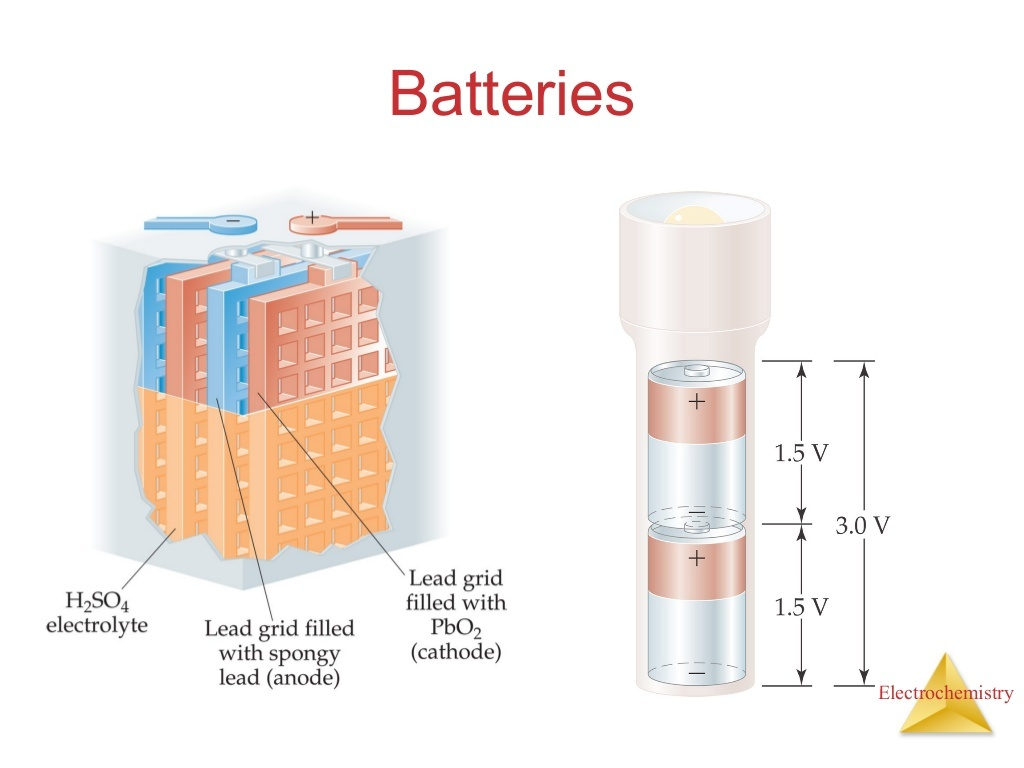 Batteries
−
+
H₂SO₄
electrolyte
Lead grid filled
with spongy
lead (anode)
Lead grid
filled with
PbO₂
(cathode)
+
−
+
−
1.5 V
1.5 V
3.0 V
Electrochemistry